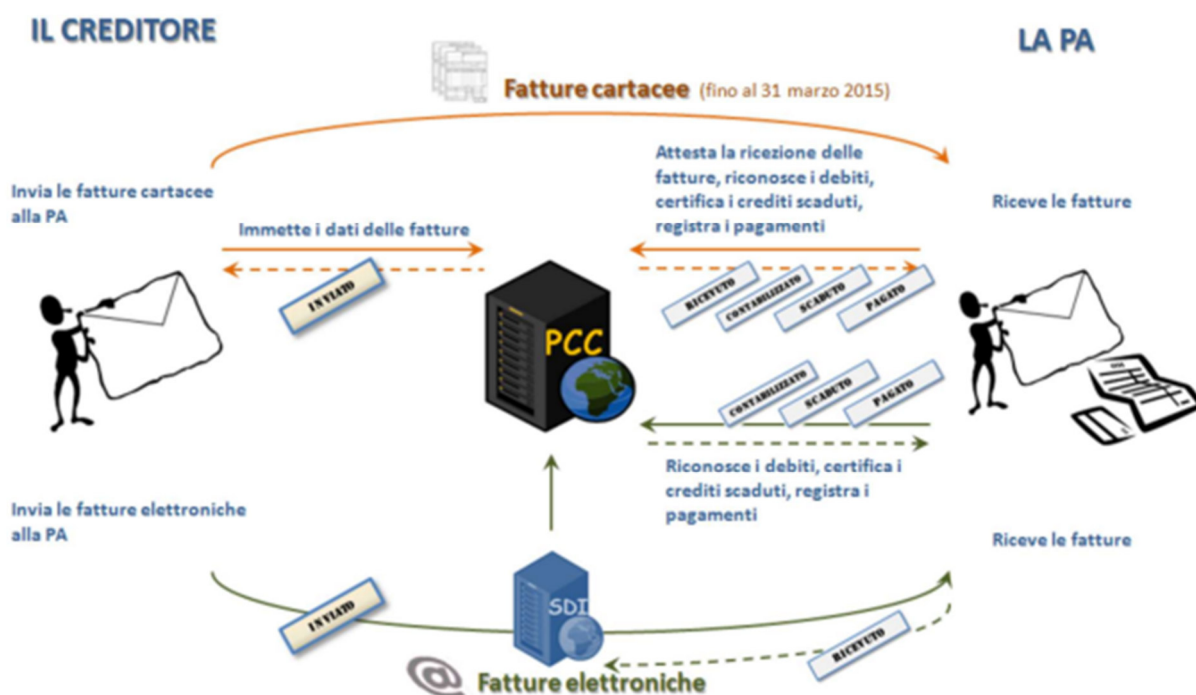 IL CREDITORE
LA PA
Fatture cartacee (fino al 31 marzo 2015)
Invia le fatture cartacee
alla PA
Attesta la ricezione delle
fatture, riconosce i debiti,
certifica i crediti scaduti,
registra i pagamenti
Riceve le fatture
Immette i dati delle fatture
INVIATO
RICEVUTO
CONTABILIZZATO
SCADUTO
PAGATO
PCC
CONTABILIZZATO
SCADUTO
PAGATO
Riconosce i debiti, certifica i
crediti scaduti, registra i
pagamenti
Invia le fatture elettroniche
alla PA
Riceve le fatture
INVIATO
SDI
RICEVUTO
@ Fatture elettroniche